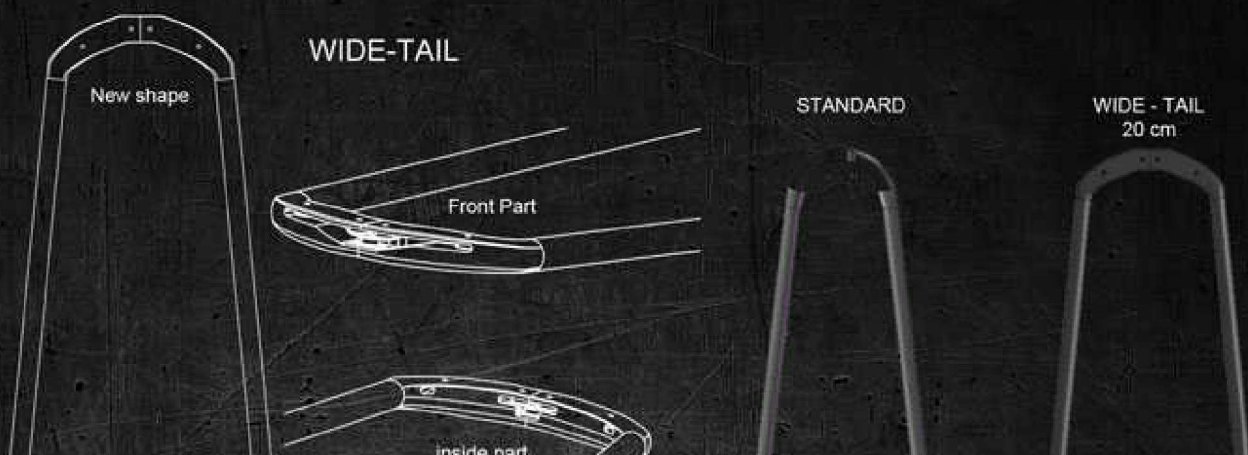 WIDE-TAIL
New shape
Front Part
inside part
STANDARD
WIDE - TAIL
20 cm